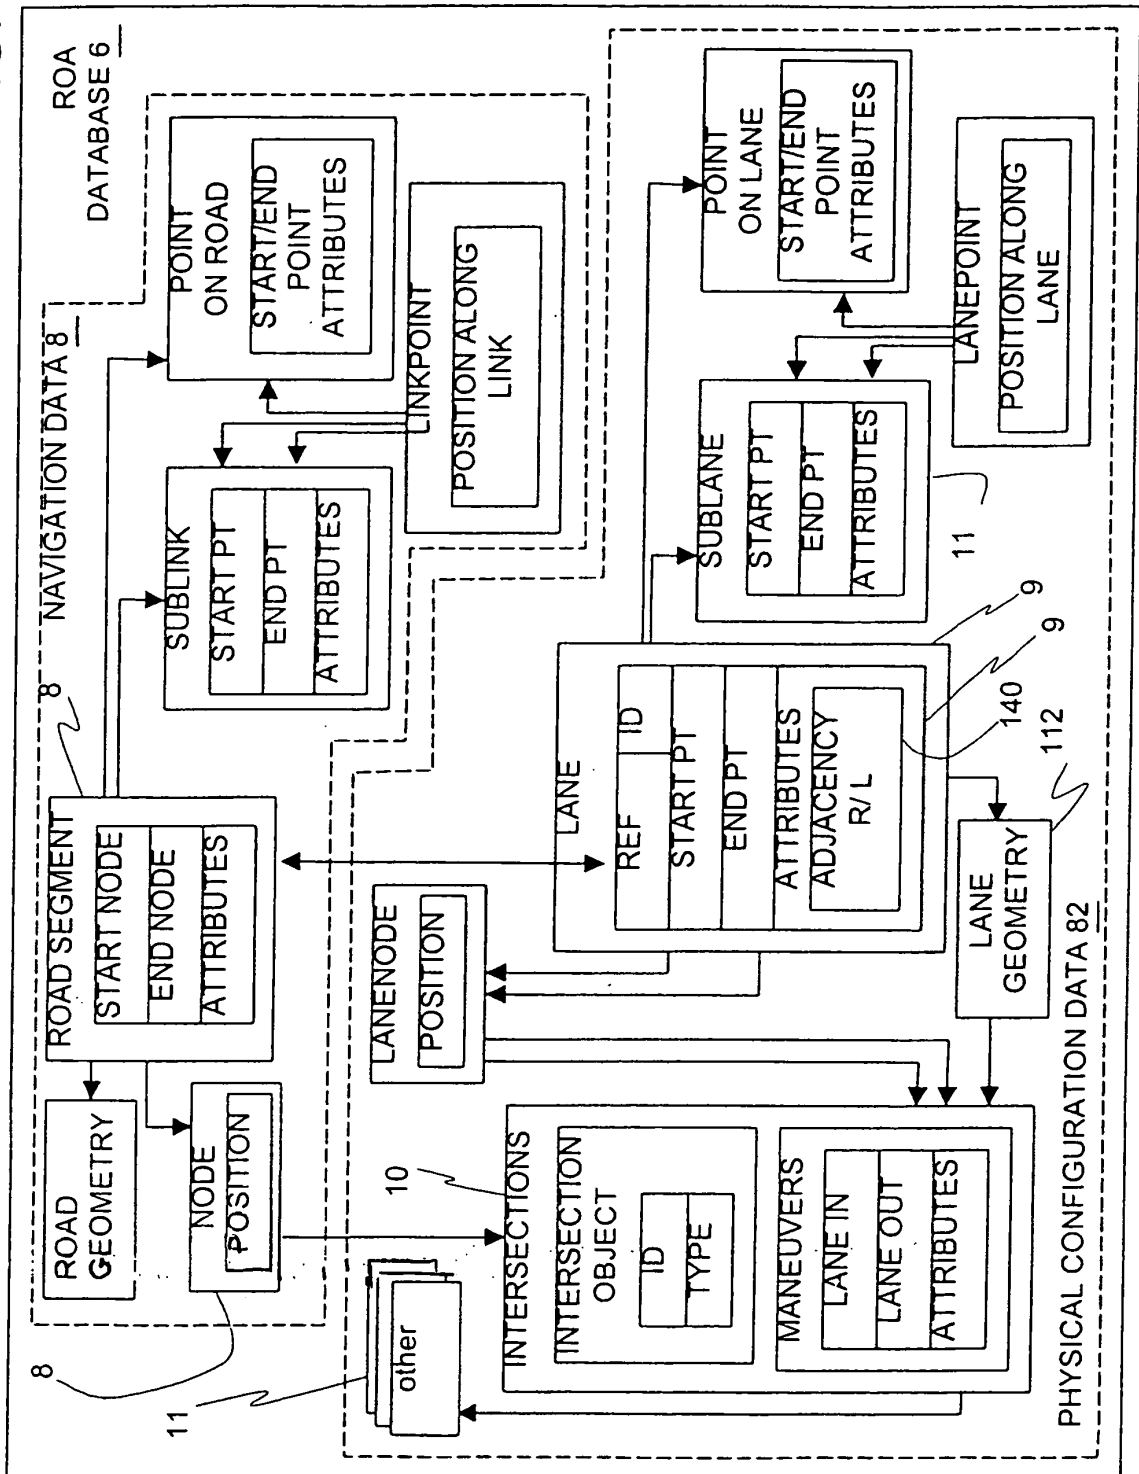 ROA
DATABASE 6
NAVIGATION DATA 8
8
ROAD SEGMENT
START NODE
END NODE
ATTRIBUTES
ROAD
GEOMETRY
NODE
POSITION
8
SUBLINK
START PT
END PT
ATTRIBUTES
POINT
ON ROAD
START/END
POINT
ATTRIBUTES
LINKPOINT
POSITION ALONG
LINK
11
other
10
INTERSECTIONS
INTERSECTION
OBJECT
ID
TYPE
MANEUVERS
LANE IN
LANE OUT
ATTRIBUTES
LANENODE
POSITION
LANE
REF
ID
START PT
END PT
ATTRIBUTES
ADJACENCY
R/L
9
9
140
112
LANE
GEOMETRY
SUBLANE
START PT
END PT
ATTRIBUTES
11
POINT
ON LANE
START/END
POINT
ATTRIBUTES
LANEPOINT
POSITION ALONG
LANE
PHYSICAL CONFIGURATION DATA 82